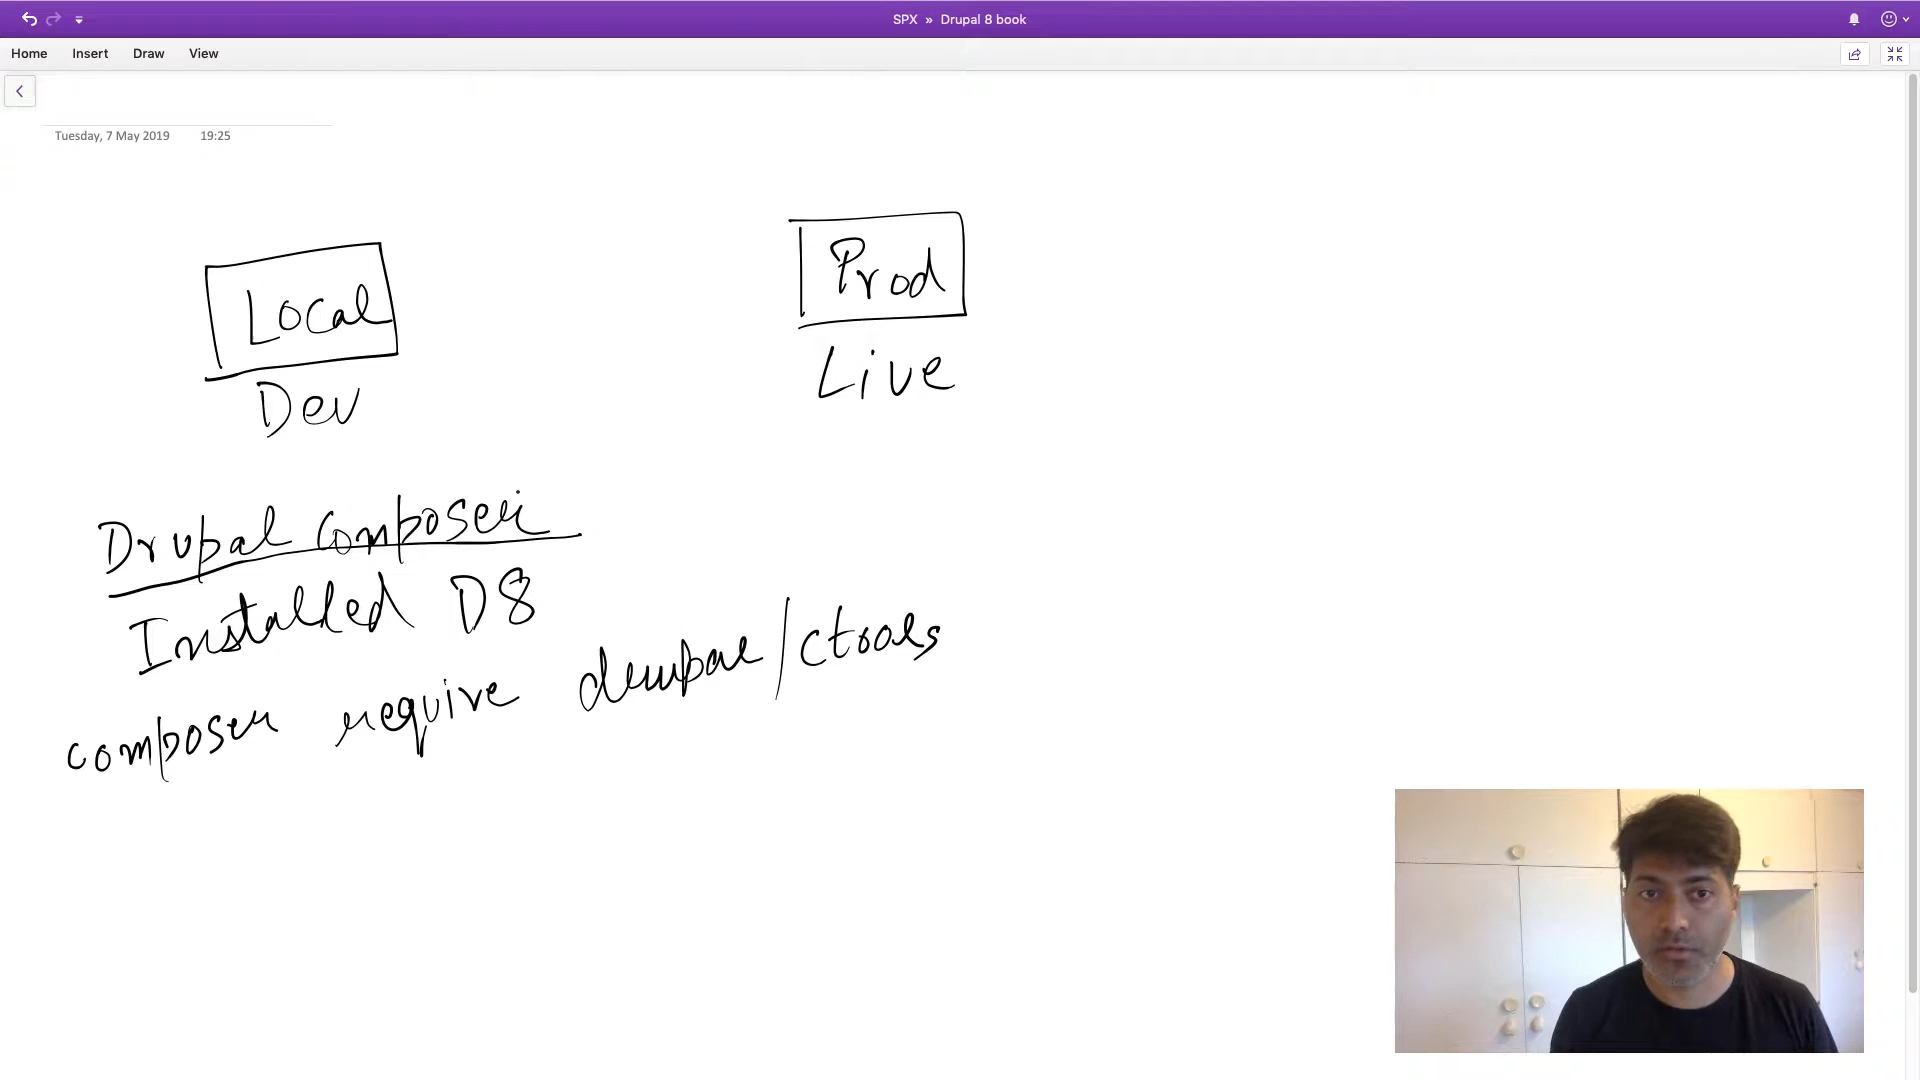 SPX » Drupal 8 book
Home Insert Draw View
Tuesday, 7 May 2019 19:25
Local
Dev
Prod
Live
Drupal Composer
Installed D8
composer require drupal/ctools